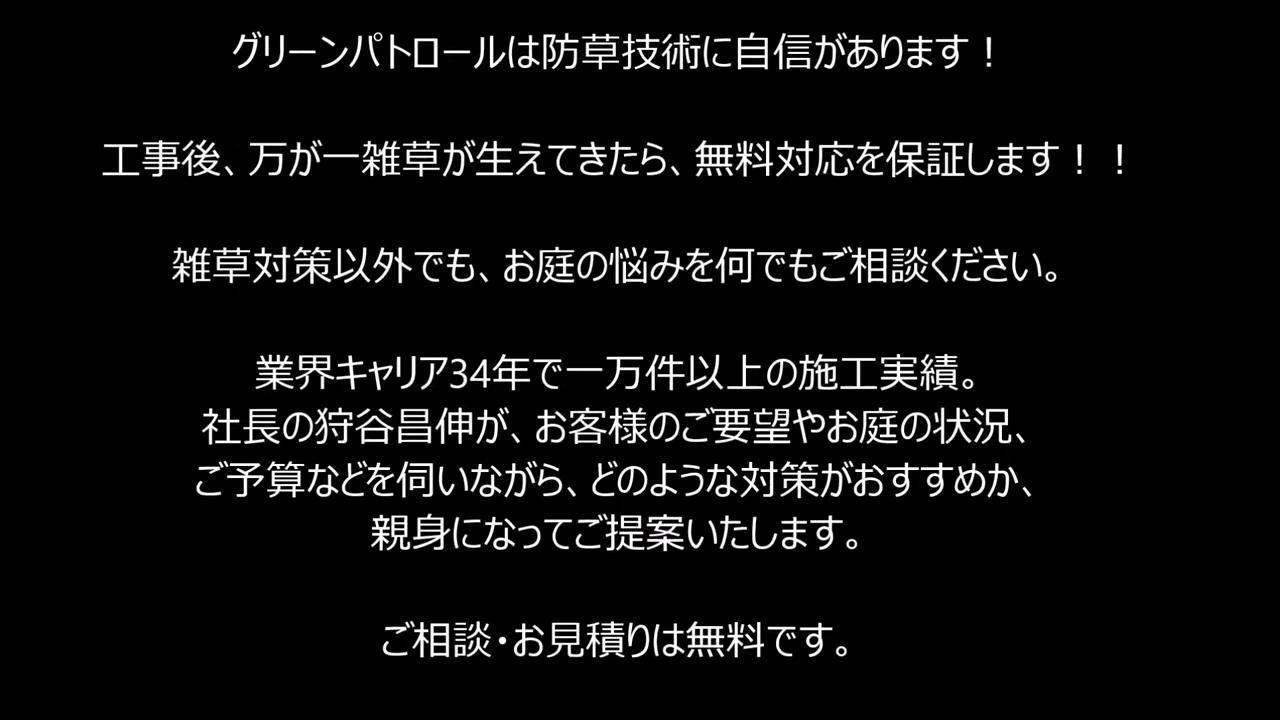 グリーンパトロールは防草技術に自信があります！
工事後、万が一雑草が生えてきたら、無料対応を保証します！！
雑草対策以外でも、お庭の悩みを何でもご相談ください。
業界キャリア34年で一万件以上の施工実績。
社長の狩谷昌伸が、お客様のご要望やお庭の状況、
ご予算などを伺いながら、どのような対策がおすすめか、
親身になってご提案いたします。
ご相談・お見積りは無料です。